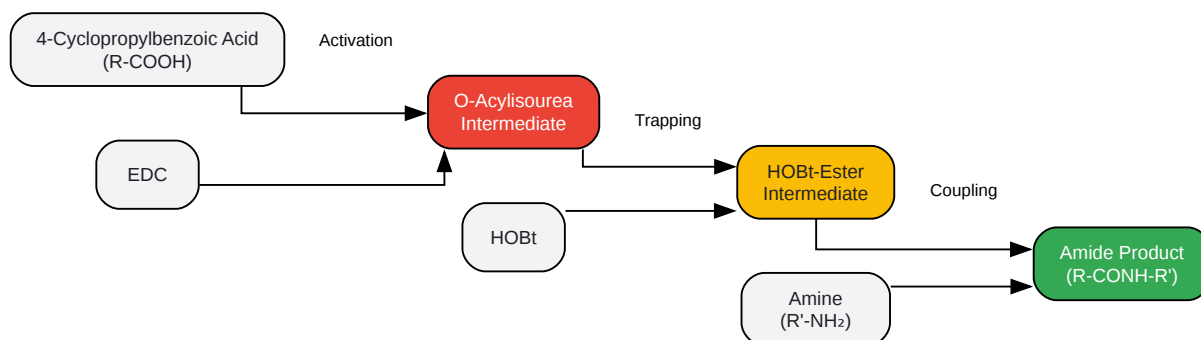 4-Cyclopropylbenzoic Acid
(R-COOH)
Activation
O-Acylisourea
Intermediate
Trapping
EDC
HOBt-Ester
Intermediate
Coupling
HOBt
Amide Product
(R-CONH-R')
Amine
(R'-NH₂)